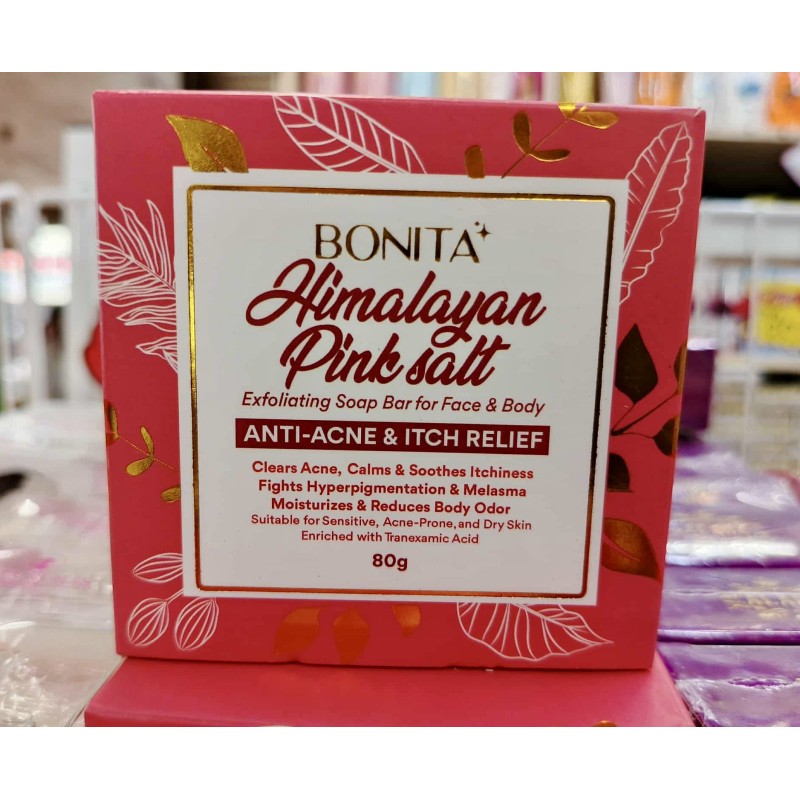 BONITA
Himalayan
Pink salt
Exfoliating Soap Bar for Face & Body
ANTI-ACNE & ITCH RELIEF
Clears Acne, Calms & Soothes Itchiness
Fights Hyperpigmentation & Melasma
Moisturizes & Reduces Body Odor
Suitable for Sensitive, Acne-Prone, and Dry Skin
Enriched with Tranexamic Acid
80g